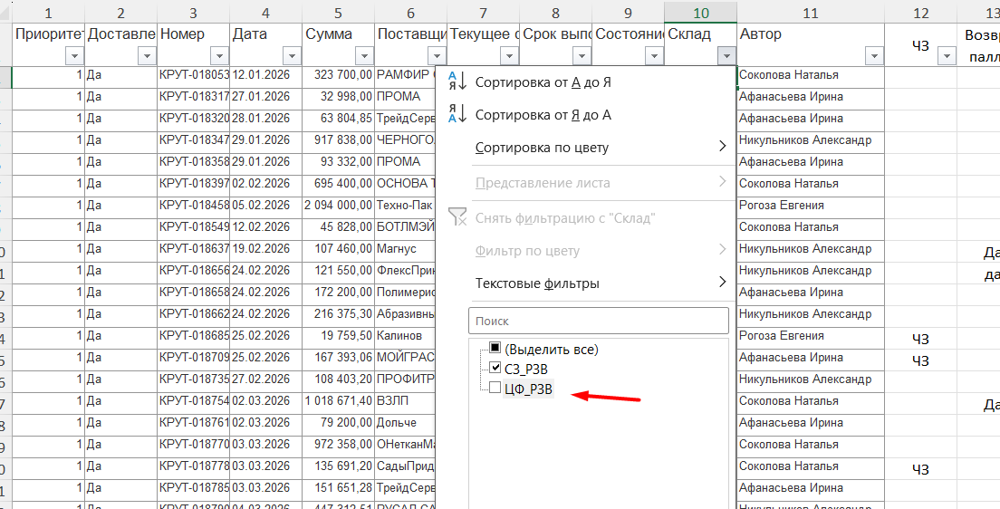 1 2 3 4 5 6 7 8 9 10 11 12 13
Приоритет Доставле Номер Дата Сумма Поставщи Текущее с Срок выпо Состояние Склад Автор ЧЗ Возвр
палл
1 Да КРУТ-018053 12.01.2026 323 700,00 РАМФИР Соколова Наталья
1 Да КРУТ-018317 27.01.2026 32 998,00 ПРОМА Афанасьева Ирина
1 Да КРУТ-018320 28.01.2026 63 804,85 ТрейдСерв Афанасьева Ирина
1 Да КРУТ-018347 29.01.2026 917 838,00 ЧЕРНОГО Никульников Александр
1 Да КРУТ-018358 29.01.2026 93 332,00 ПРОМА Афанасьева Ирина
1 Да КРУТ-018397 02.02.2026 695 400,00 ОСНОВА Т Соколова Наталья
1 Да КРУТ-018458 05.02.2026 2 094 000,00 Техно-Пак Рогоза Евгения
1 Да КРУТ-018549 12.02.2026 45 828,00 БОТЛМЭЙ Соколова Наталья
1 Да КРУТ-018637 19.02.2026 107 460,00 Магнус Никульников Александр Да
1 Да КРУТ-018656 24.02.2026 121 550,00 ФлексПрин Никульников Александр да
1 Да КРУТ-018658 24.02.2026 172 200,00 Полимерис Афанасьева Ирина
1 Да КРУТ-018662 24.02.2026 216 375,30 Абразивны Никульников Александр
1 Да КРУТ-018685 25.02.2026 19 759,50 Калинов Рогоза Евгения ЧЗ
1 Да КРУТ-018709 25.02.2026 167 393,06 МОЙГРАС Афанасьева Ирина ЧЗ
1 Да КРУТ-018735 27.02.2026 108 403,20 ПРОФИТР Никульников Александр
1 Да КРУТ-018754 02.03.2026 1 018 671,40 ВЗЛП Соколова Наталья Да
1 Да КРУТ-018761 02.03.2026 79 200,00 Дольче Афанасьева Ирина
1 Да КРУТ-018770 03.03.2026 972 358,00 ОНетканМа Соколова Наталья
1 Да КРУТ-018778 03.03.2026 135 691,20 СадыПрид Соколова Наталья ЧЗ
1 Да КРУТ-018785 03.03.2026 151 651,28 ТрейдСерв Афанасьева Ирина
1 Да КРУТ-018790 04.03.2026 447 312,51 РУСАЛ СА Никульников Александр
Сортировка от А до Я
Сортировка от Я до А
Сортировка по цвету
Представление листа
Снять фильтрацию с "Склад"
Фильтр по цвету
Текстовые фильтры
Поиск
(Выделить все)
СЗ_РЗВ
ЦФ_РЗВ